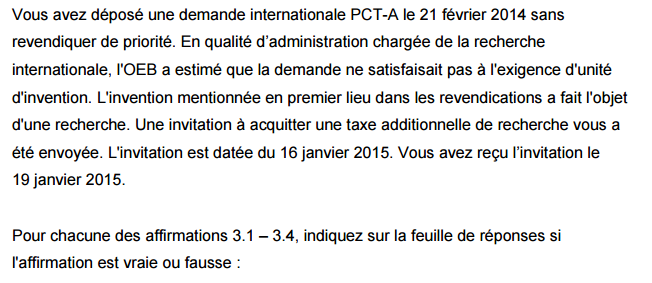 Vous avez déposé une demande internationale PCT-A le 21 février 2014 sans
revendiquer de priorité. En qualité d’administration chargée de la recherche
internationale, l'OEB a estimé que la demande ne satisfaisait pas à l'exigence d'unité
d'invention. L'invention mentionnée en premier lieu dans les revendications a fait l'objet
d'une recherche. Une invitation à acquitter une taxe additionnelle de recherche vous a
été envoyée. L'invitation est datée du 16 janvier 2015. Vous avez reçu l’invitation le
19 janvier 2015.
Pour chacune des affirmations 3.1 – 3.4, indiquez sur la feuille de réponses si
l'affirmation est vraie ou fausse :